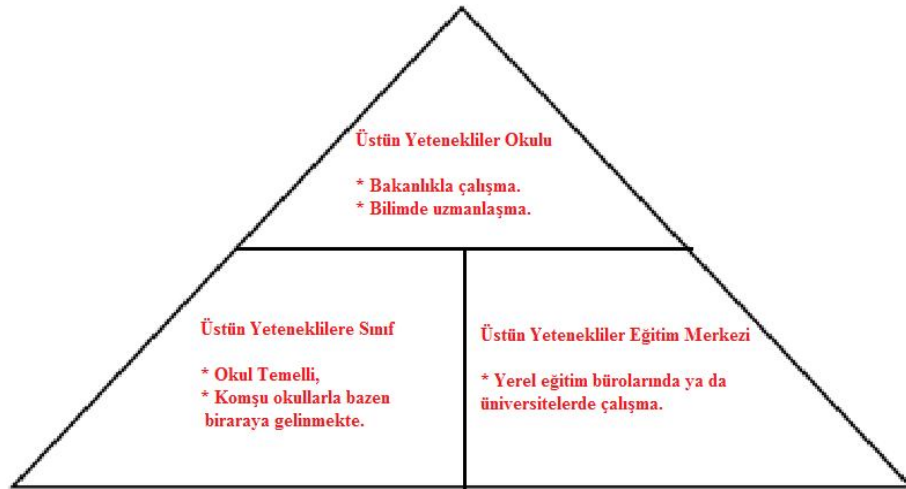 Üstün Yetenekliler Okulu
* Bakanlıkla çalışma.
* Bilimde uzmanlaşma.
Üstün Yeteneklilere Sınıf
* Okul Temelli,
* Komşu okullarla bazen
biraraya gelinmekte.
Üstün Yetenekliler Eğitim Merkezi
* Yerel eğitim bürolarında ya da
üniversitelerde çalışma.